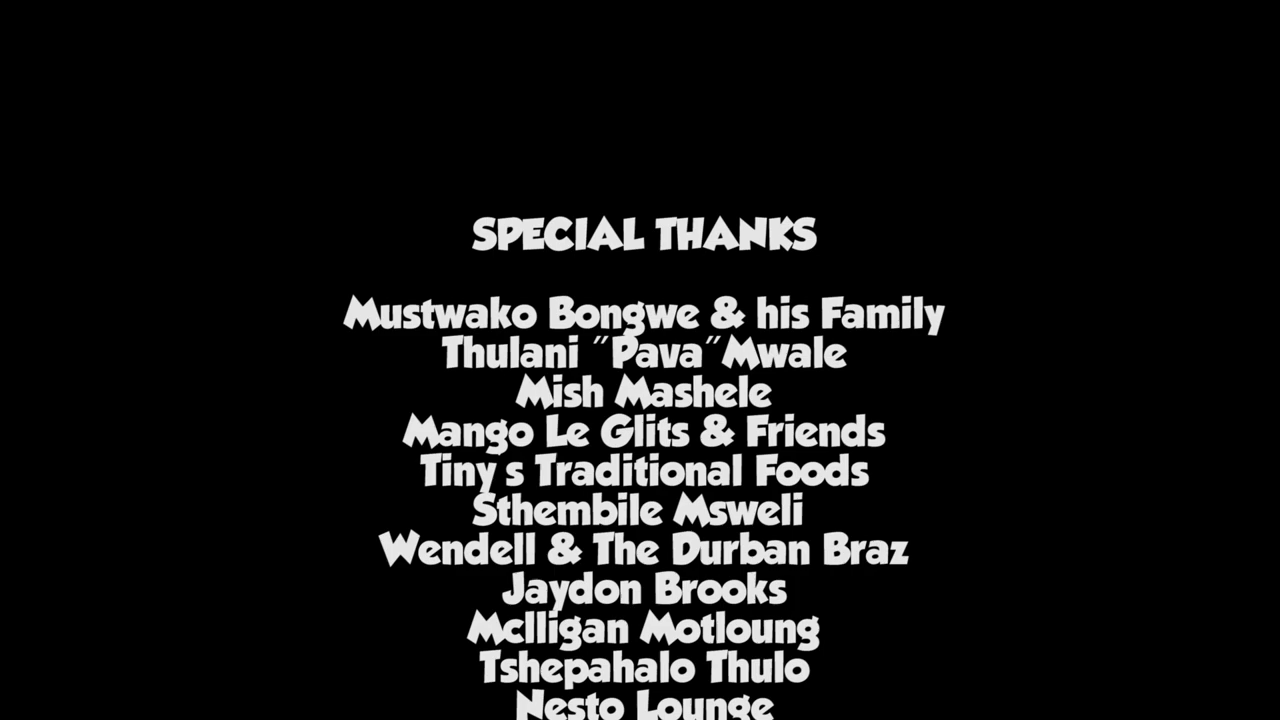 SPECIAL THANKS
Mustwako Bongwe & his Family
Thulani "Pava"Mwale
Mish Mashele
Mango Le Glits & Friends
Tiny s Traditional Foods
Sthembile Msweli
Wendell & The Durban Braz
Jaydon Brooks
Mclligan Motloung
Tshepahalo Thulo
Nesto Lounge